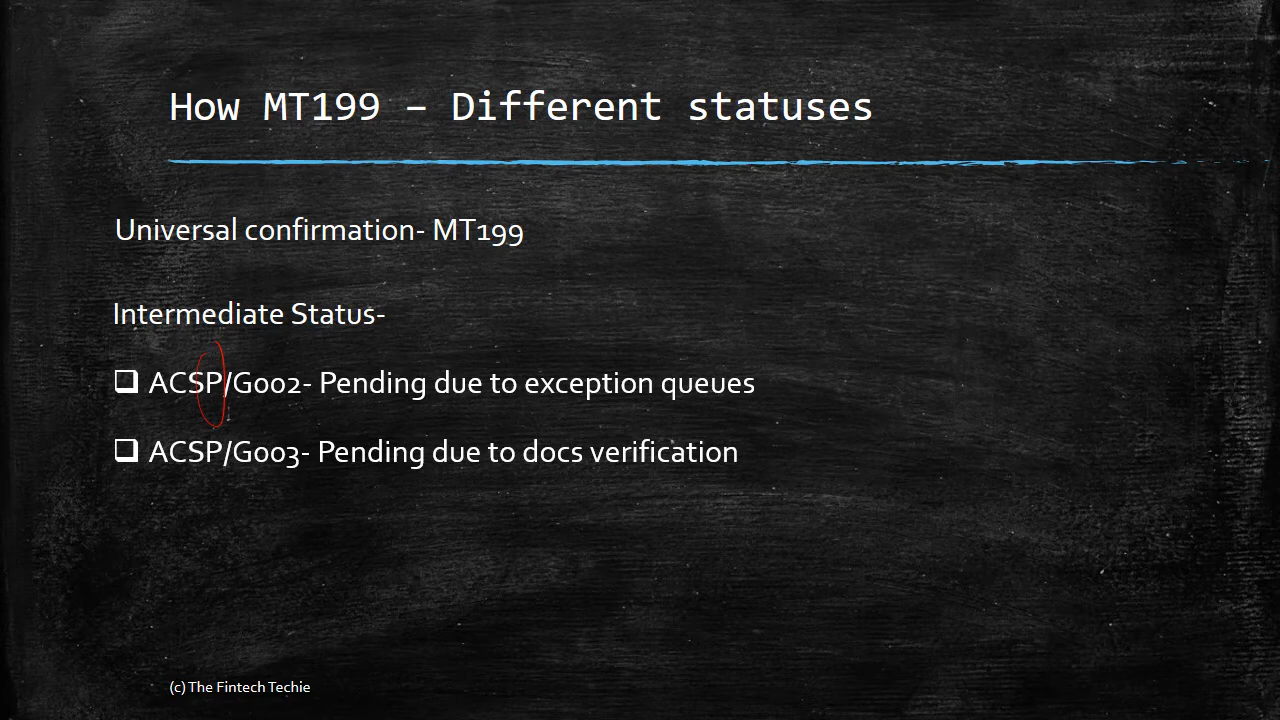 How MT199 – Different statuses
Universal confirmation- MT199
Intermediate Status-
ACSP/G002- Pending due to exception queues
ACSP/G003- Pending due to docs verification
(c) The Fintech Techie